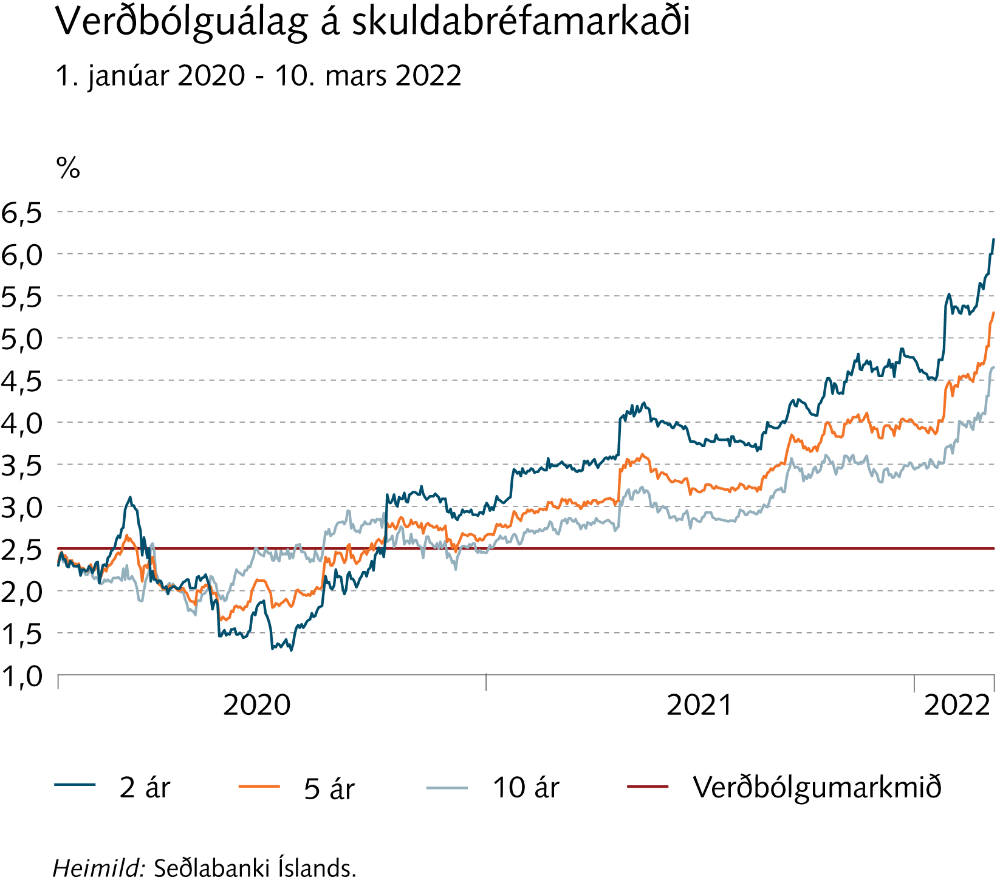 Verðbólguálag á skuldabréfamarkaði
1. janúar 2020 - 10. mars 2022
%
6,5
6,0
5,5
5,0
4,5
4,0
3,5
3,0
2,5
2,0
1,5
1,0
2020 2021 2022
2 ár 5 ár 10 ár Verðbólgumarkmið
Heimild: Seðlabanki Íslands.